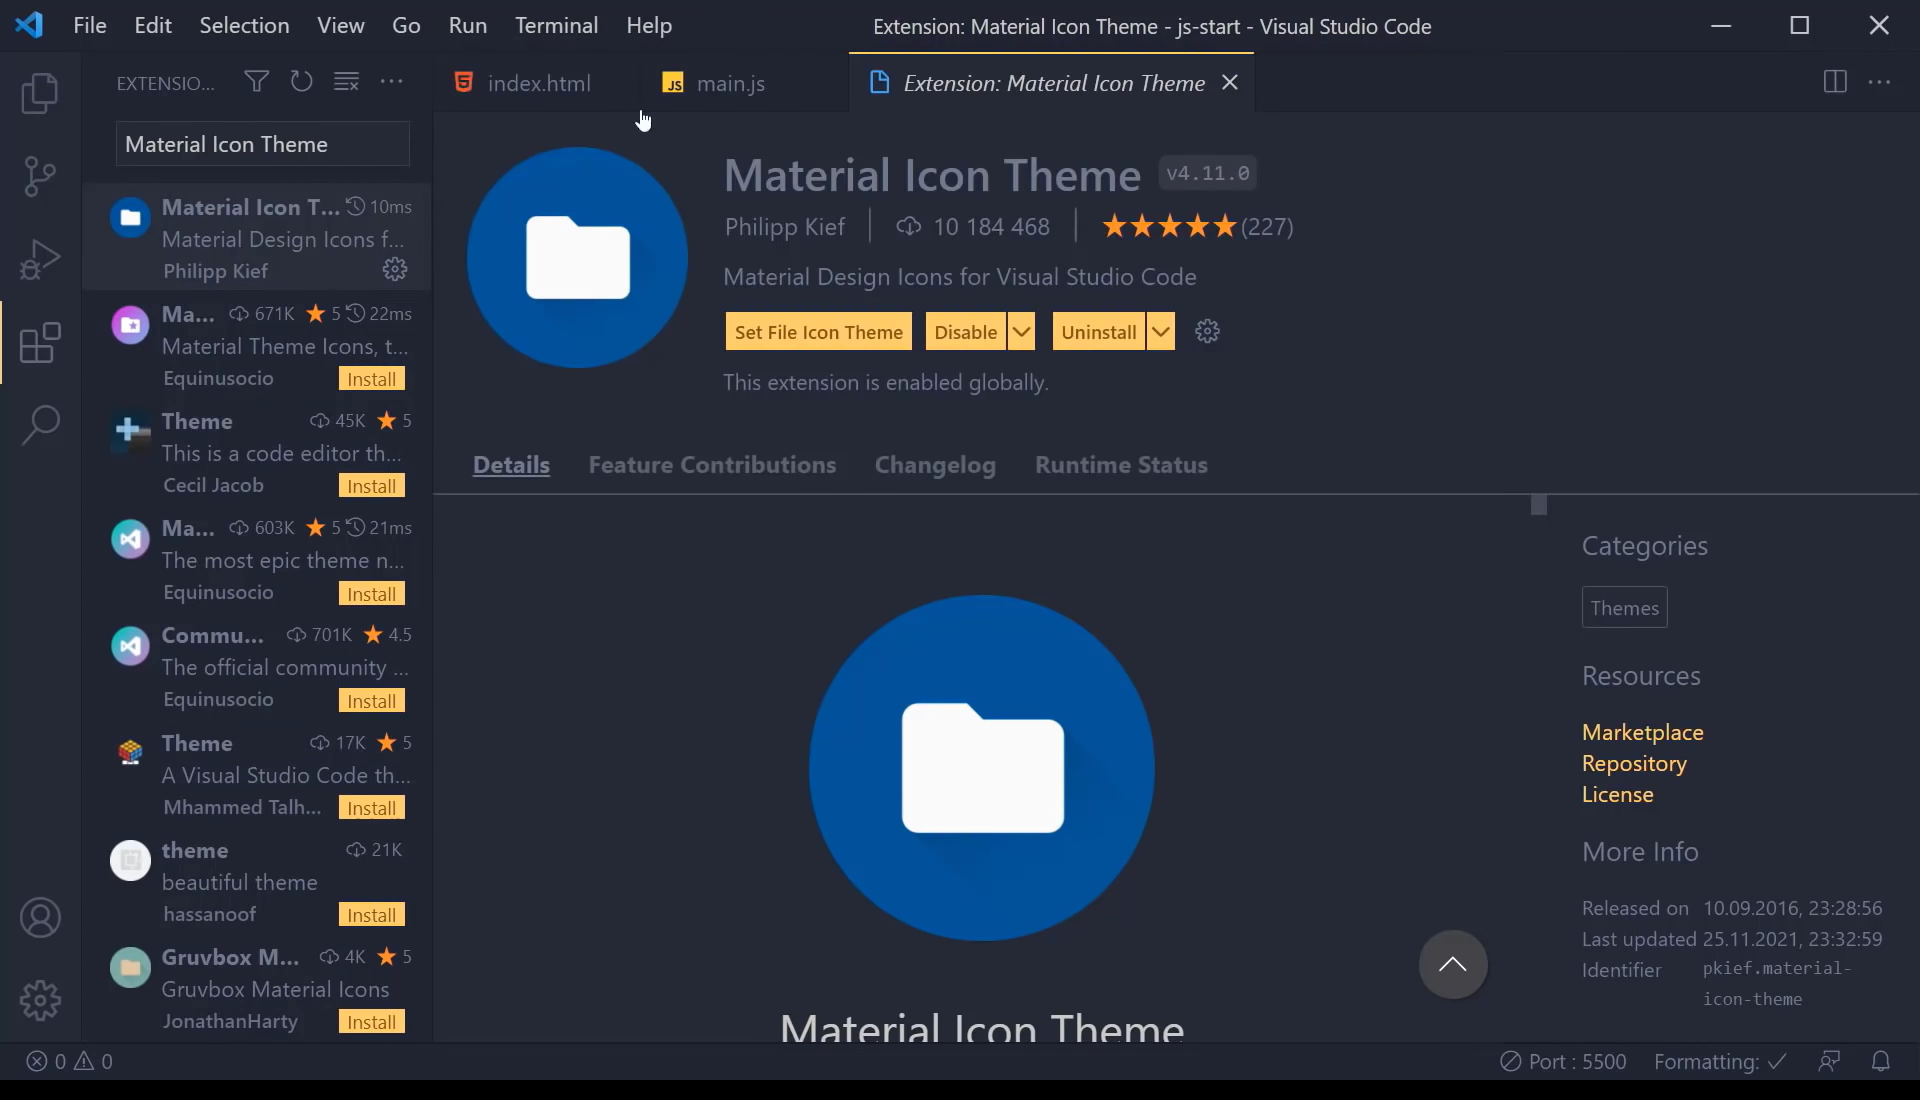 File Edit Selection View Go Run Terminal Help
Extension: Material Icon Theme - js-start - Visual Studio Code
EXTENSIO...
index.html
JS main.js
Extension: Material Icon Theme
Material Icon Theme
Material Icon T... 10ms
Material Design Icons f...
Philipp Kief
Ma... 671K 5 22ms
Material Theme Icons, t...
Equinusocio Install
Theme 45K 5
This is a code editor th...
Cecil Jacob Install
Ma... 603K 5 21ms
The most epic theme n...
Equinusocio Install
Commu... 701K 4.5
The official community ...
Equinusocio Install
Theme 17K 5
A Visual Studio Code th...
Mhammed Talh... Install
theme 21K
beautiful theme
hassanoof Install
Gruvbox M... 4K 5
Gruvbox Material Icons
JonathanHarty Install
Material Icon Theme v4.11.0
Philipp Kief 10 184 468 (227)
Material Design Icons for Visual Studio Code
Set File Icon Theme Disable Uninstall
This extension is enabled globally.
Details Feature Contributions Changelog Runtime Status
Material Icon Theme
Categories
Themes
Resources
Marketplace
Repository
License
More Info
Released on 10.09.2016, 23:28:56
Last updated 25.11.2021, 23:32:59
Identifier pkief.material-
icon-theme
0 0
Port : 5500 Formatting: